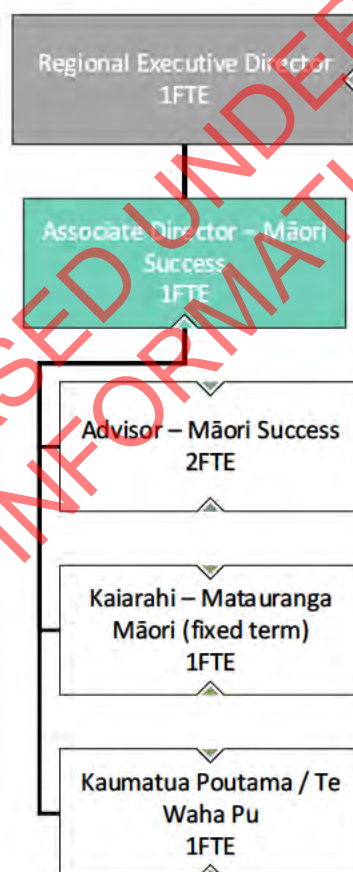 Regional Executive Director
1FTE
Associate Director – Māori
Success
1FTE
Advisor – Māori Success
2FTE
Kaiarahi – Matauranga
Māori (fixed term)
1FTE
Kaumatua Poutama / Te
Waha Pu
1FTE